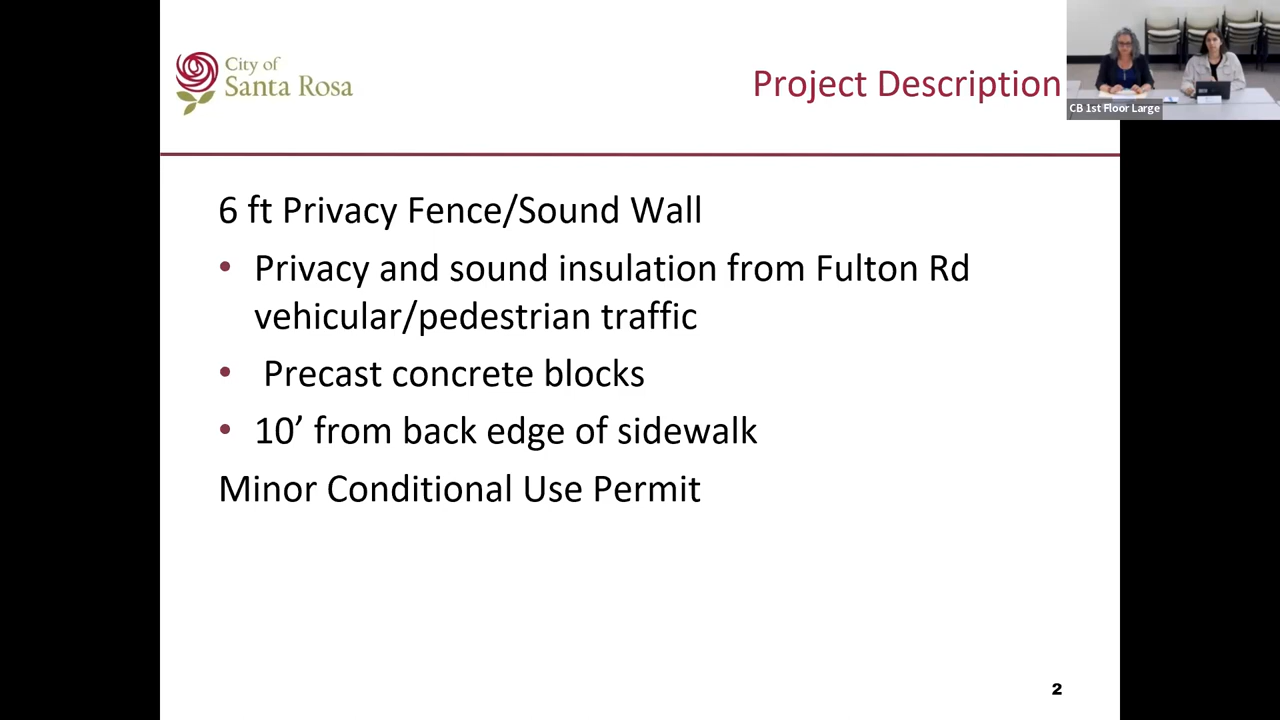 City of
Santa Rosa
Project Description
CB 1st Floor Large
6 ft Privacy Fence/Sound Wall
• Privacy and sound insulation from Fulton Rd
vehicular/pedestrian traffic
• Precast concrete blocks
• 10’ from back edge of sidewalk
Minor Conditional Use Permit
2